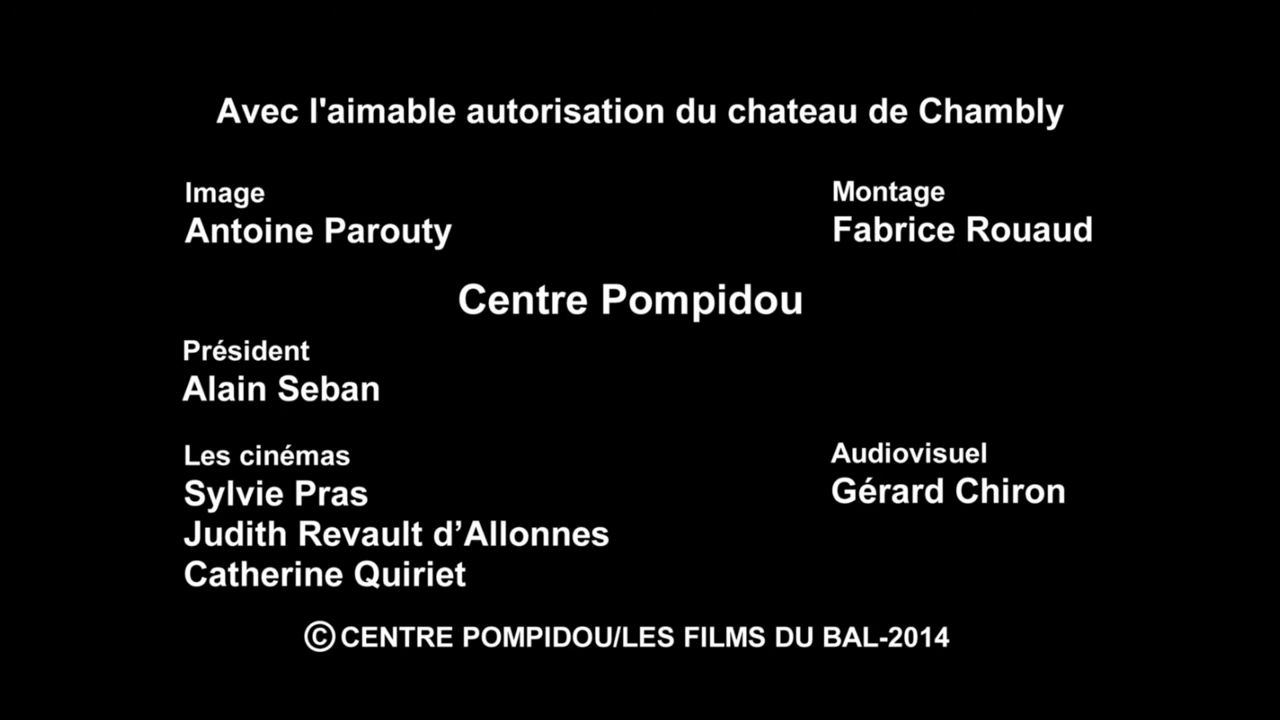 Avec l'aimable autorisation du chateau de Chambly
Image
Antoine Parouty
Montage
Fabrice Rouaud
Centre Pompidou
Président
Alain Seban
Les cinémas
Sylvie Pras
Judith Revault d’Allonnes
Catherine Quiriet
Audiovisuel
Gérard Chiron
©CENTRE POMPIDOU/LES FILMS DU BAL-2014